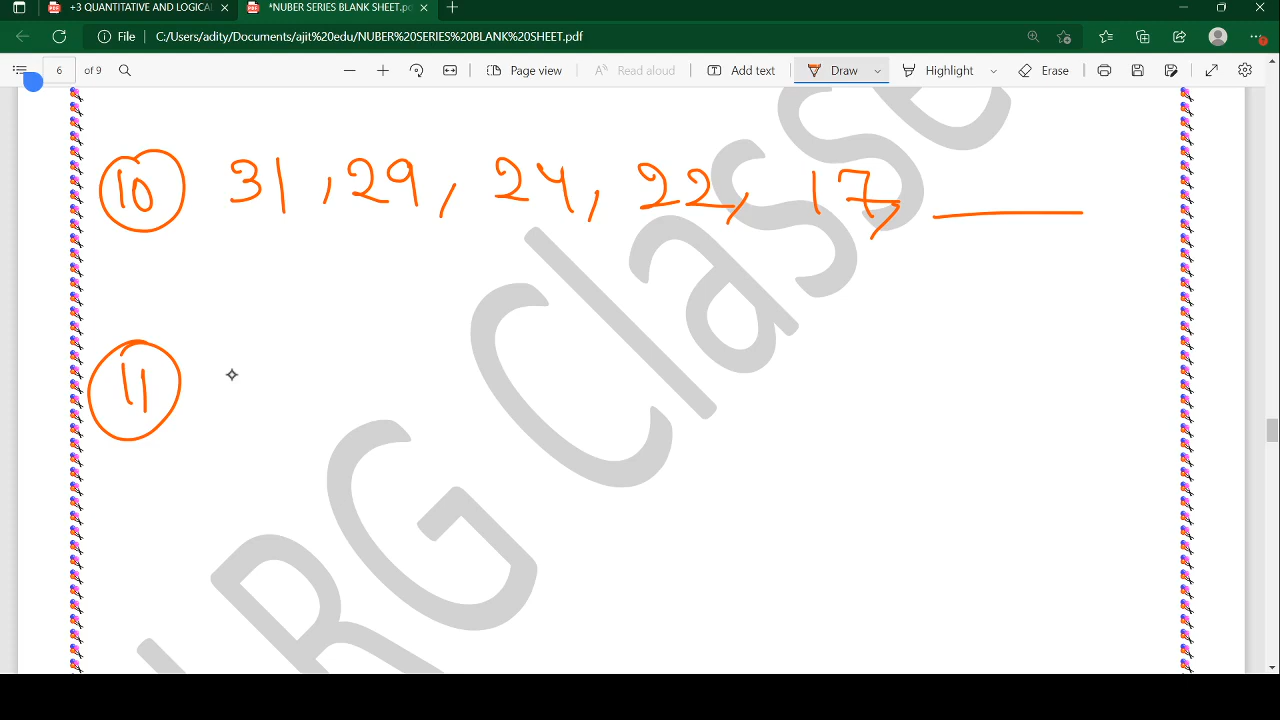 +3 QUANTITATIVE AND LOGICAL
*NUBER SERIES BLANK SHEET.pd
File C:/Users/adity/Documents/ajit%20edu/NUBER%20SERIES%20BLANK%20SHEET.pdf
6 of 9 Page view Read aloud Add text Draw Highlight Erase
10 31, 29, 24, 22, 17, ______
11
RG Classe